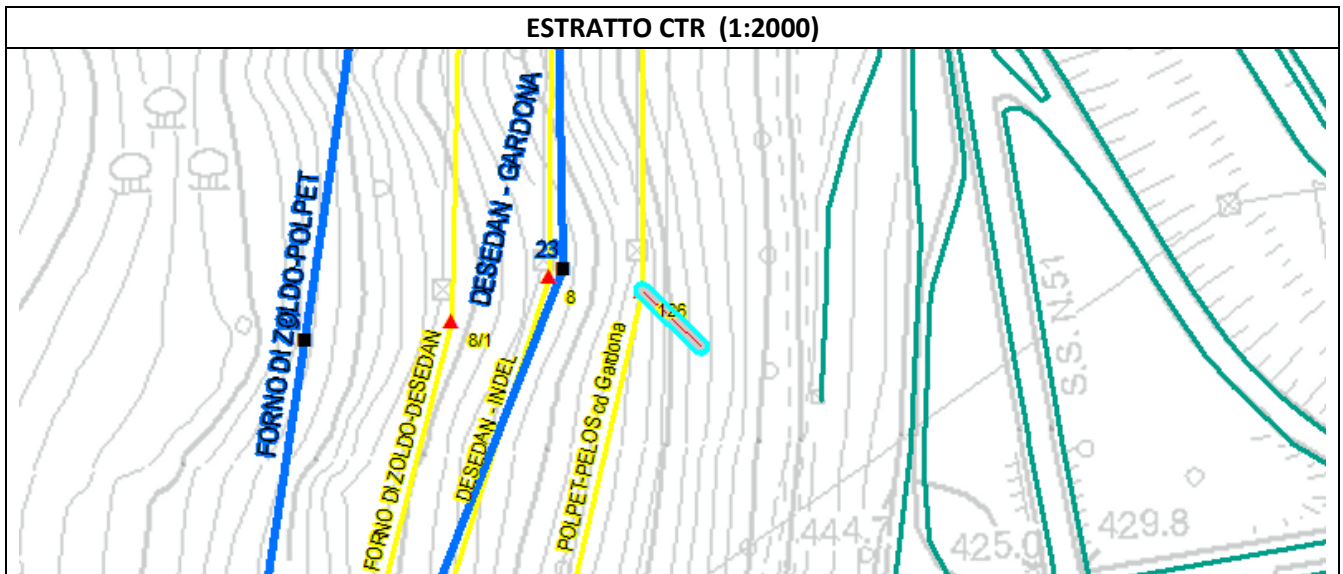 ESTRATTO CTR (1:2000)
FORNO DI ZOLDO-POLPET
DESEDAN - GARDONA
23
8
126
8/1
FORNO DI ZOLDO-DESEDAN
DESEDAN - INDEL
POLPET-PELOS cd Gardona
S.S. N.51
444.7
425.0
429.8